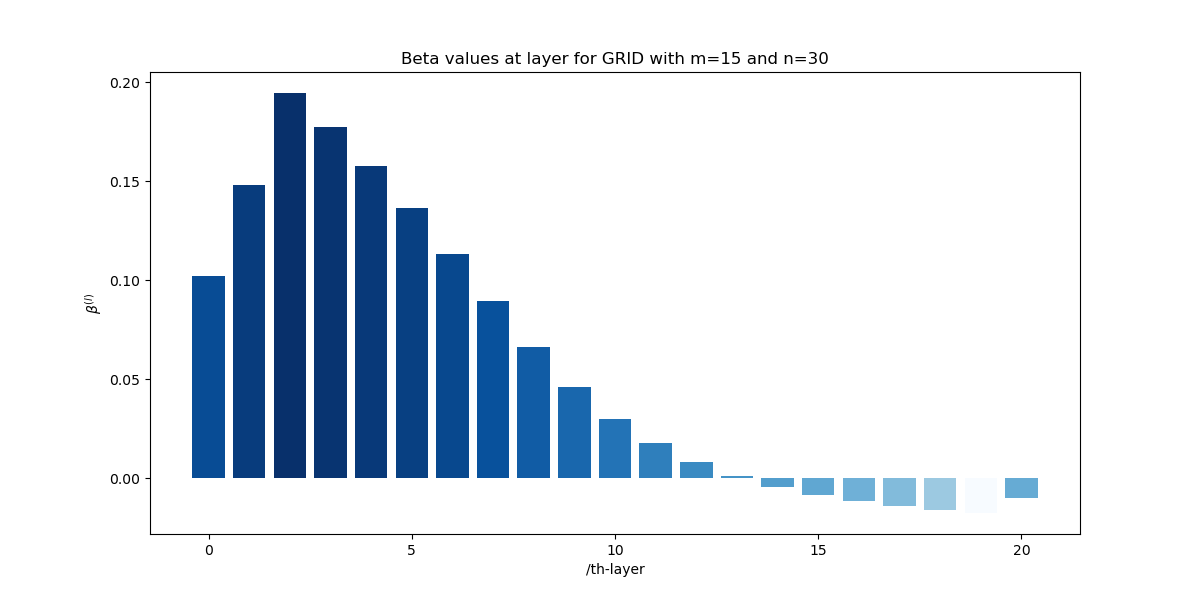 Beta values at layer for GRID with m=15 and n=30
0.20
0.15
0.10
0.05
0.00
β^(l)
0 5 10 15 20
/th-layer